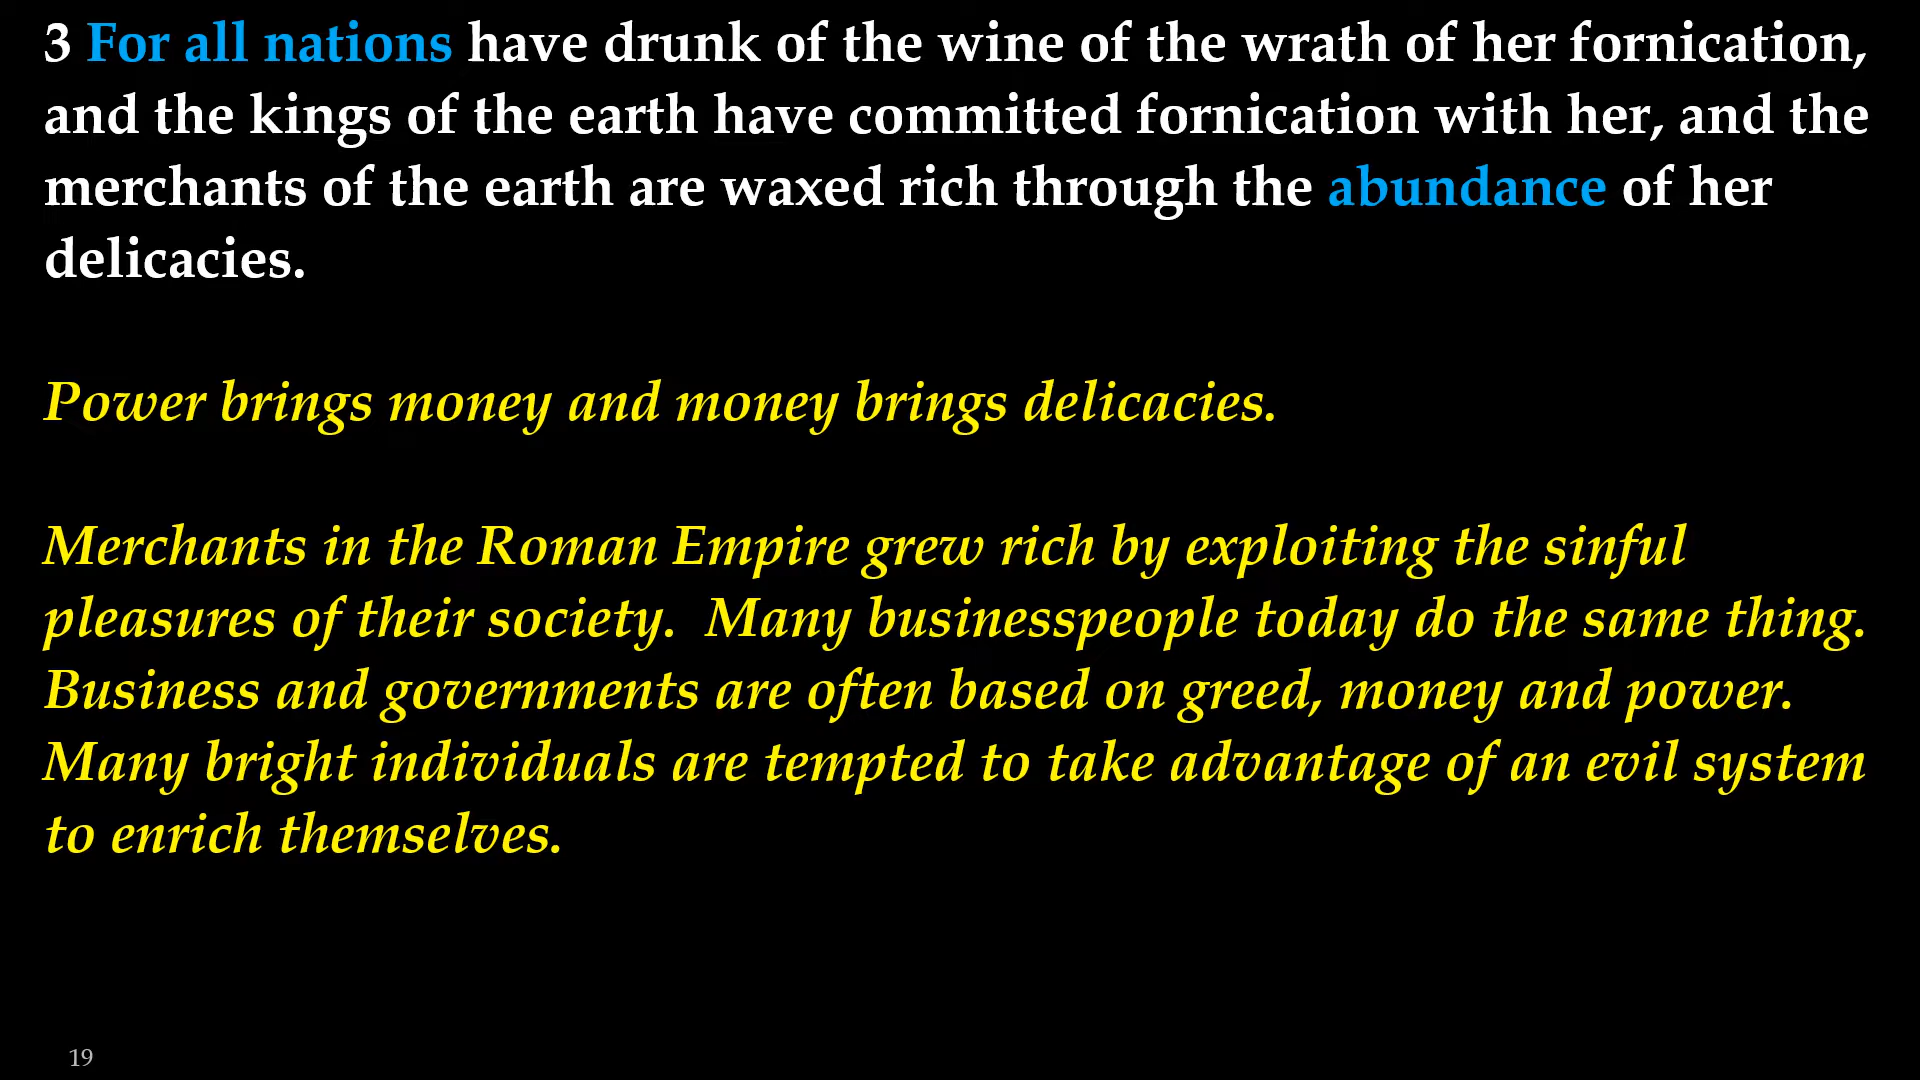 3 For all nations have drunk of the wine of the wrath of her fornication,
and the kings of the earth have committed fornication with her, and the
merchants of the earth are waxed rich through the abundance of her
delicacies.
Power brings money and money brings delicacies.
Merchants in the Roman Empire grew rich by exploiting the sinful
pleasures of their society.  Many businesspeople today do the same thing.
Business and governments are often based on greed, money and power.
Many bright individuals are tempted to take advantage of an evil system
to enrich themselves.
19